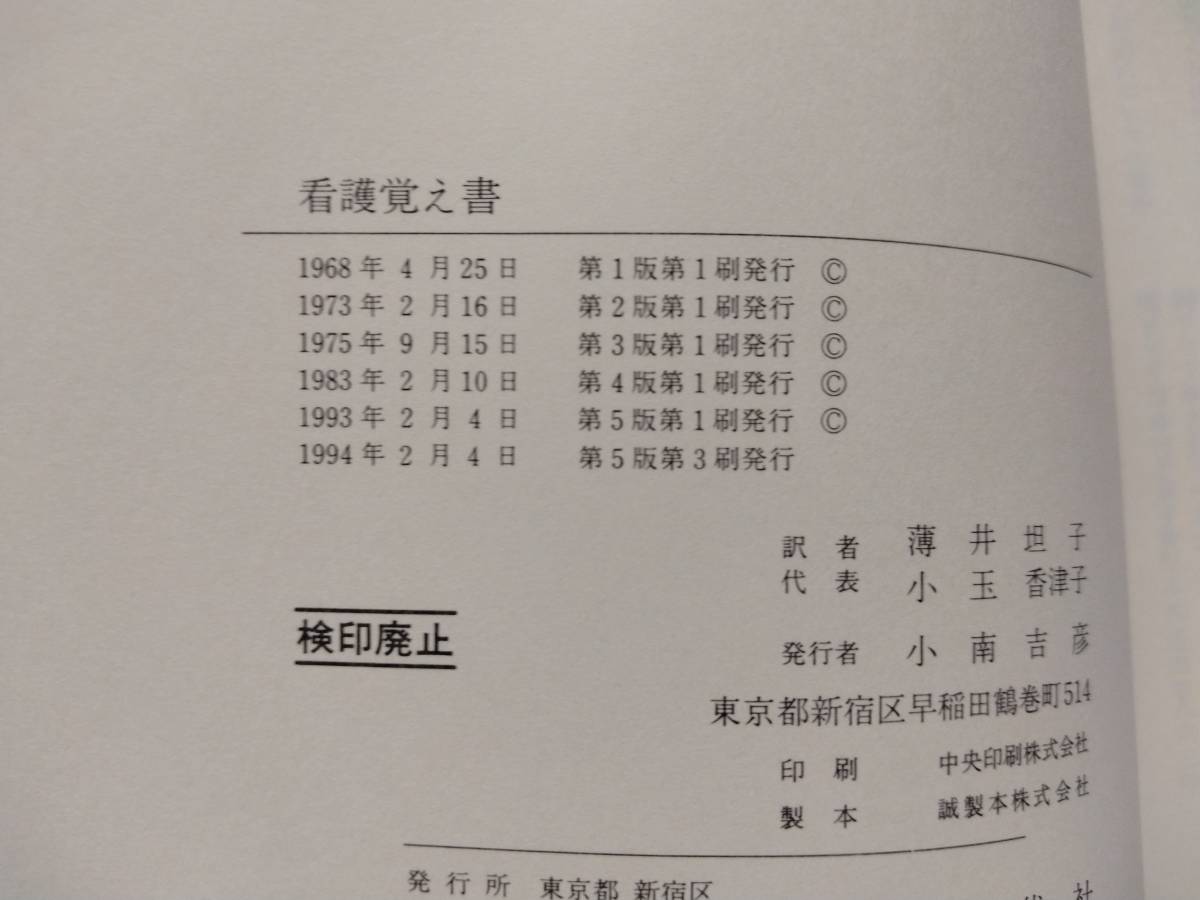 看護覚え書
1968年 4月25日 第1版第1刷発行 ©
1973年 2月16日 第2版第1刷発行 ©
1975年 9月15日 第3版第1刷発行 ©
1983年 2月10日 第4版第1刷発行 ©
1993年 2月 4日 第5版第1刷発行 ©
1994年 2月 4日 第5版第3刷発行
訳者 薄井坦子
代表 小玉香津子
検印廃止
発行者 小南吉彦
東京都新宿区早稲田鶴巻町514
印刷 中央印刷株式会社
製本 誠製本株式会社
発行所 東京都 新宿区 社